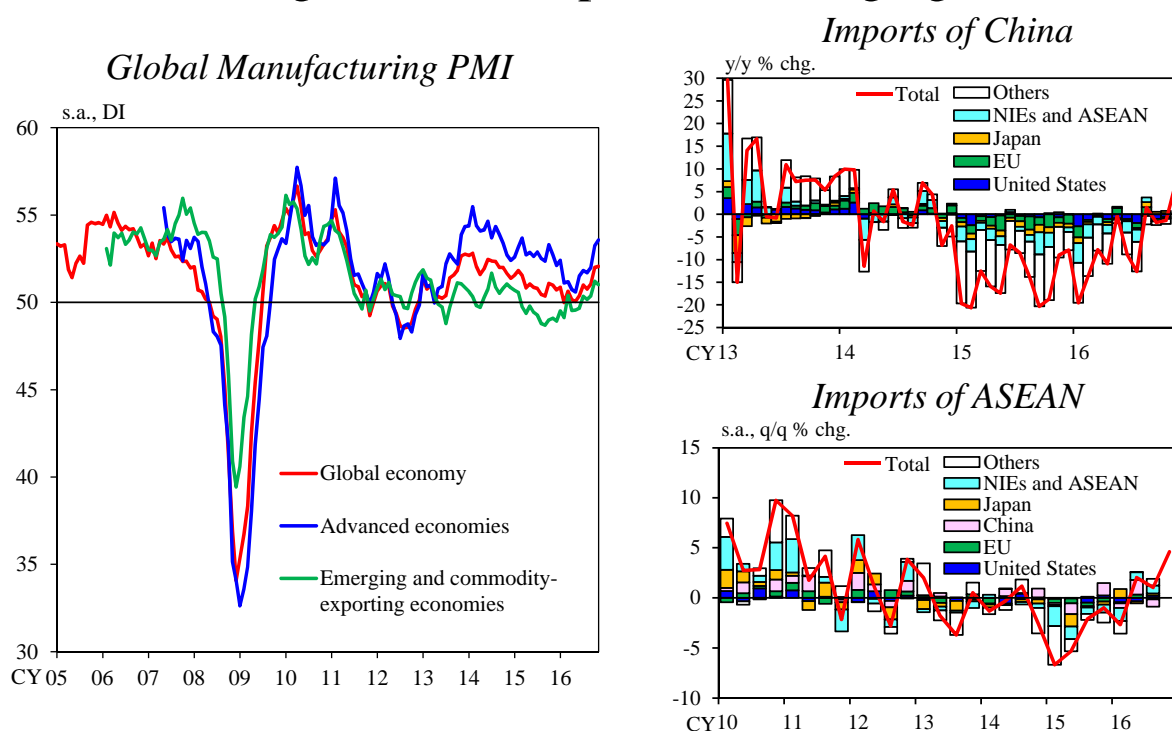 Global Manufacturing PMI
s.a., DI
60
55
50
45
40
35
30
Global economy
Advanced economies
Emerging and commodity-
exporting economies
CY 05 06 07 08 09 10 11 12 13 14 15 16
Imports of China
y/y % chg.
30
25
20
15
10
5
0
-5
-10
-15
-20
-25
Total
Others
NIEs and ASEAN
Japan
EU
United States
CY 13 14 15 16
Imports of ASEAN
s.a., q/q % chg.
15
10
5
0
-5
-10
Total
Others
NIEs and ASEAN
Japan
China
EU
United States
CY 10 11 12 13 14 15 16